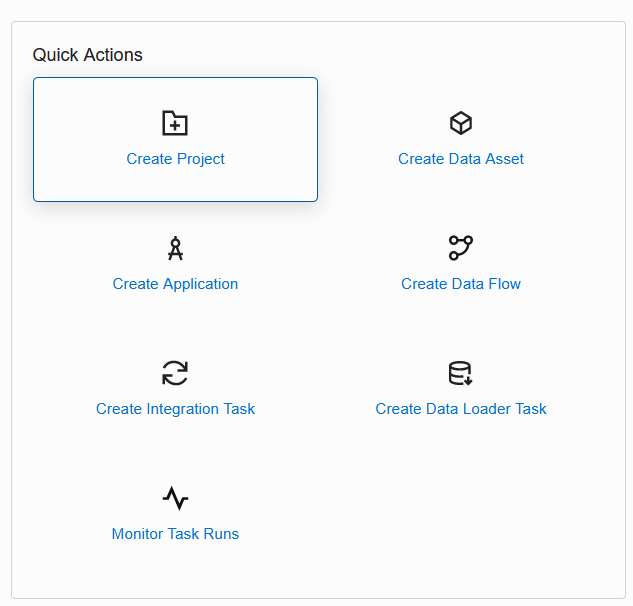 Quick Actions
Create Project
Create Data Asset
Create Application
Create Data Flow
Create Integration Task
Create Data Loader Task
Monitor Task Runs